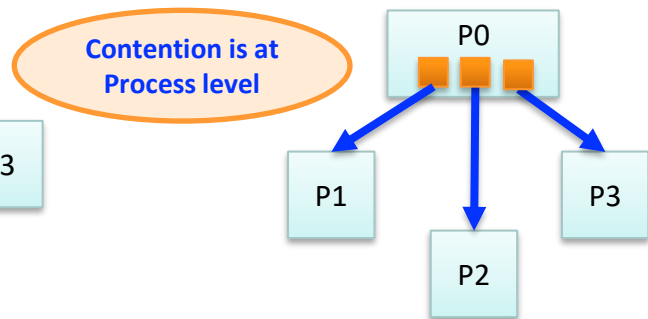 Contention is at
Process level
P0
3
P1
P3
P2